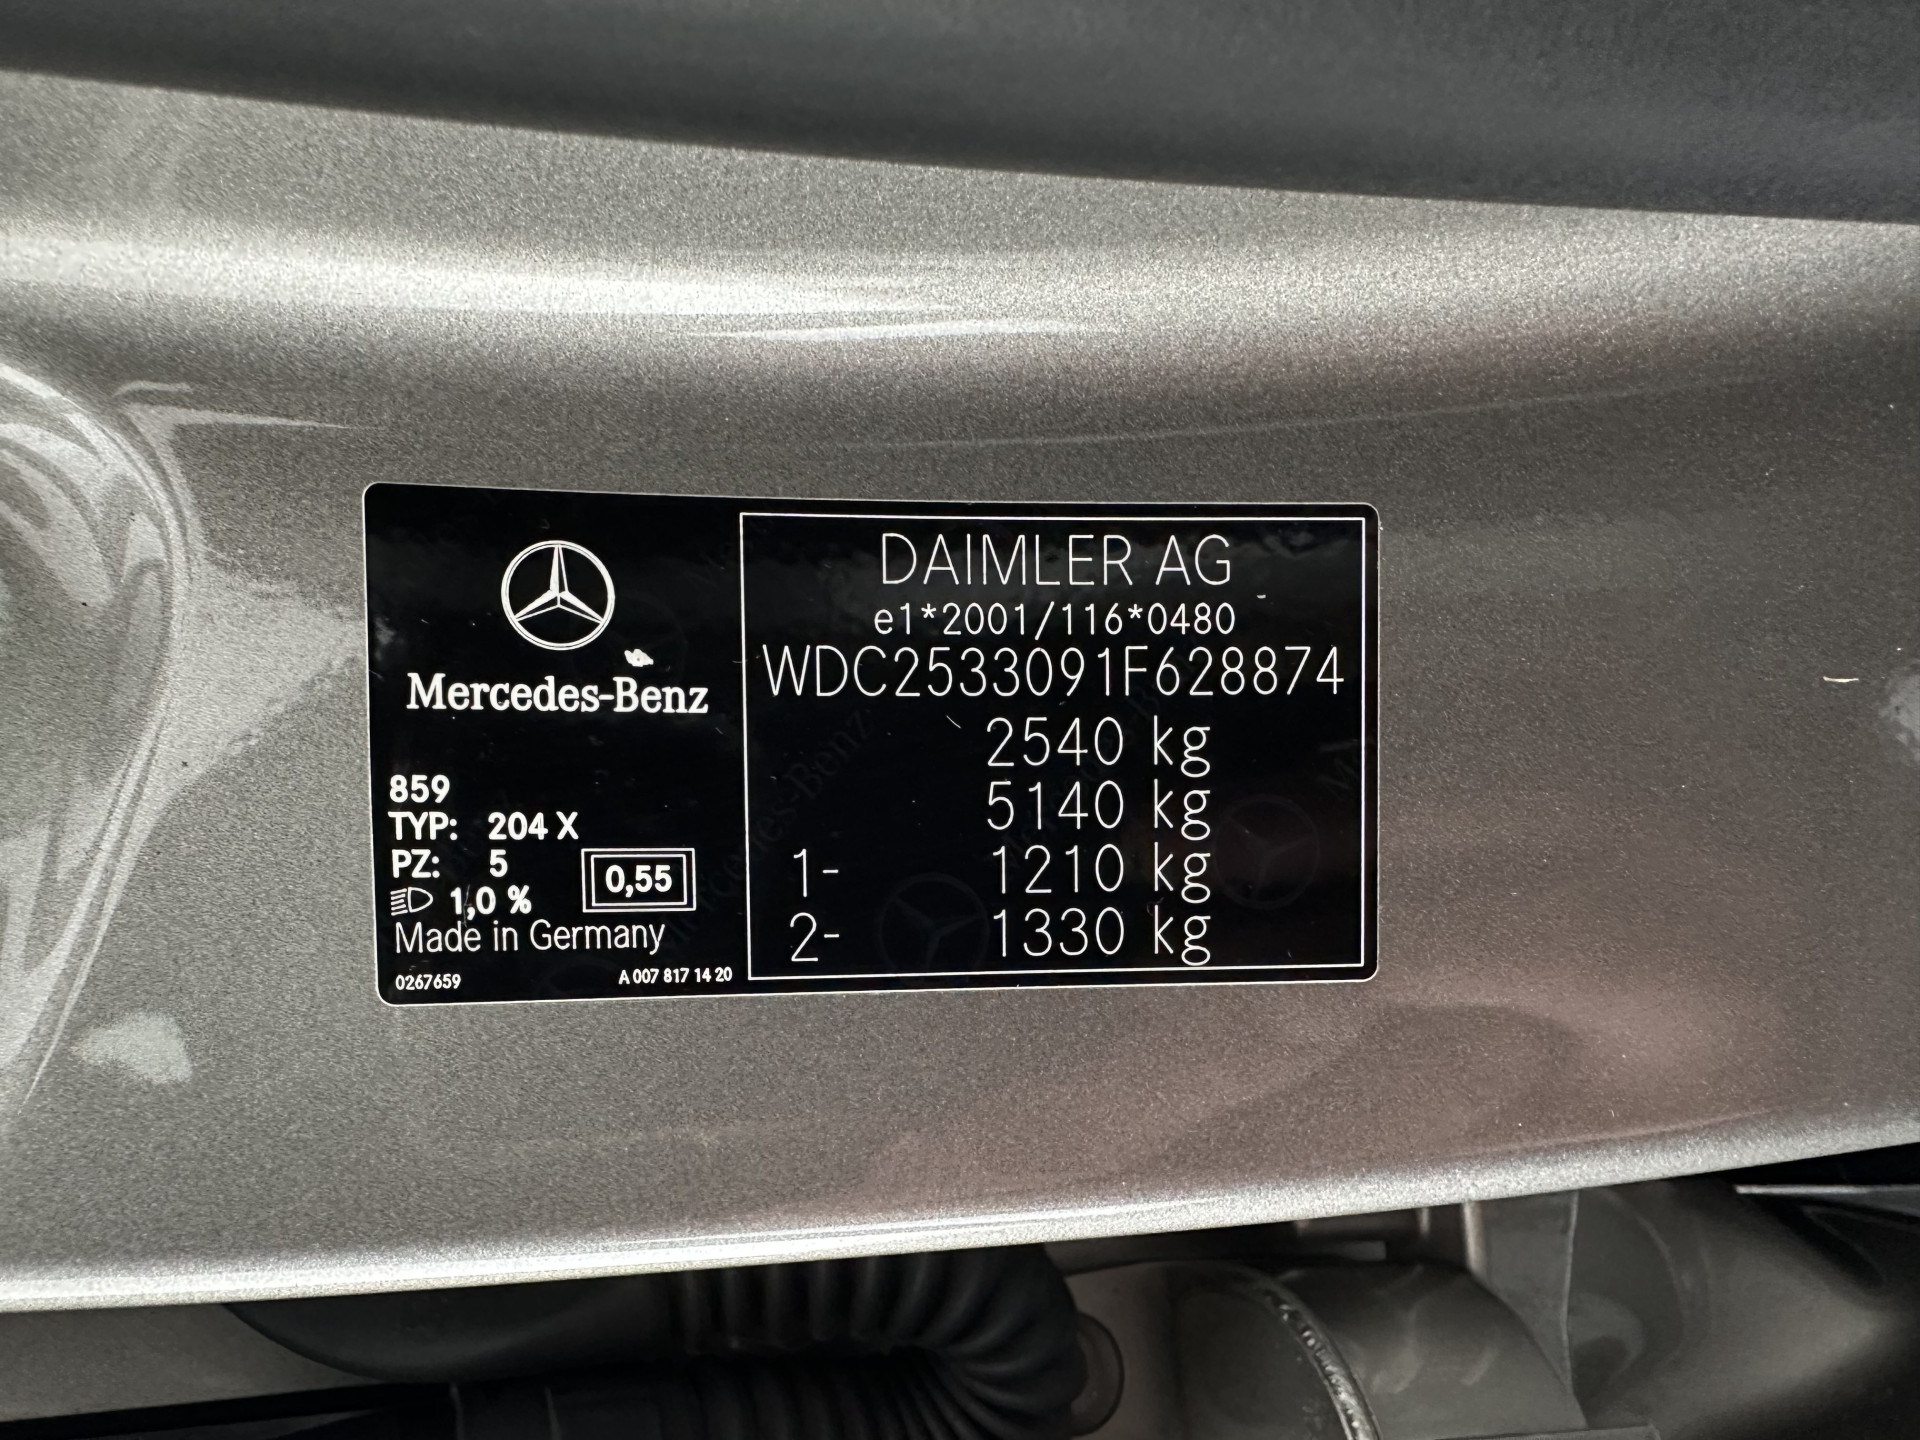 Mercedes-Benz
859
TYP: 204 X
PZ: 5
1,0 %
0,55
Made in Germany
0267659
A 007 817 14 20
DAIMLER AG
e1*2001/116*0480
WDC2533091F628874
2540 kg
5140 kg
1- 1210 kg
2- 1330 kg